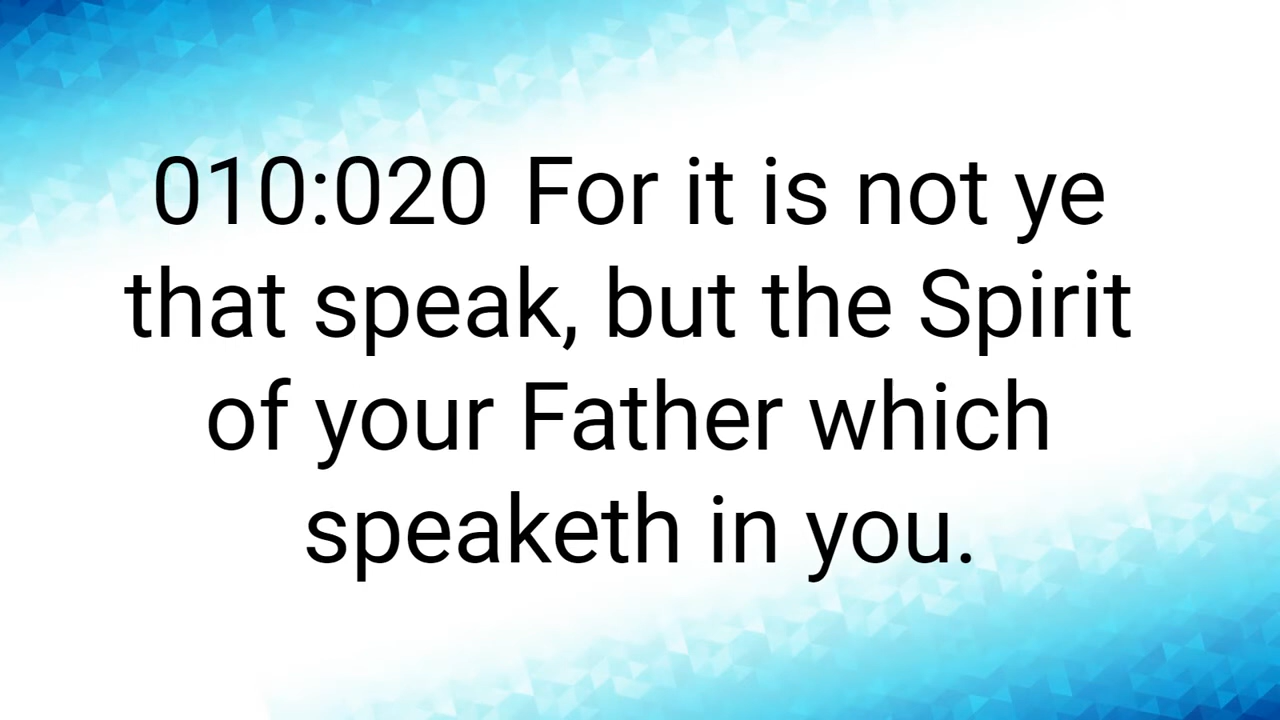 010:020 For it is not ye
that speak, but the Spirit
of your Father which
speaketh in you.